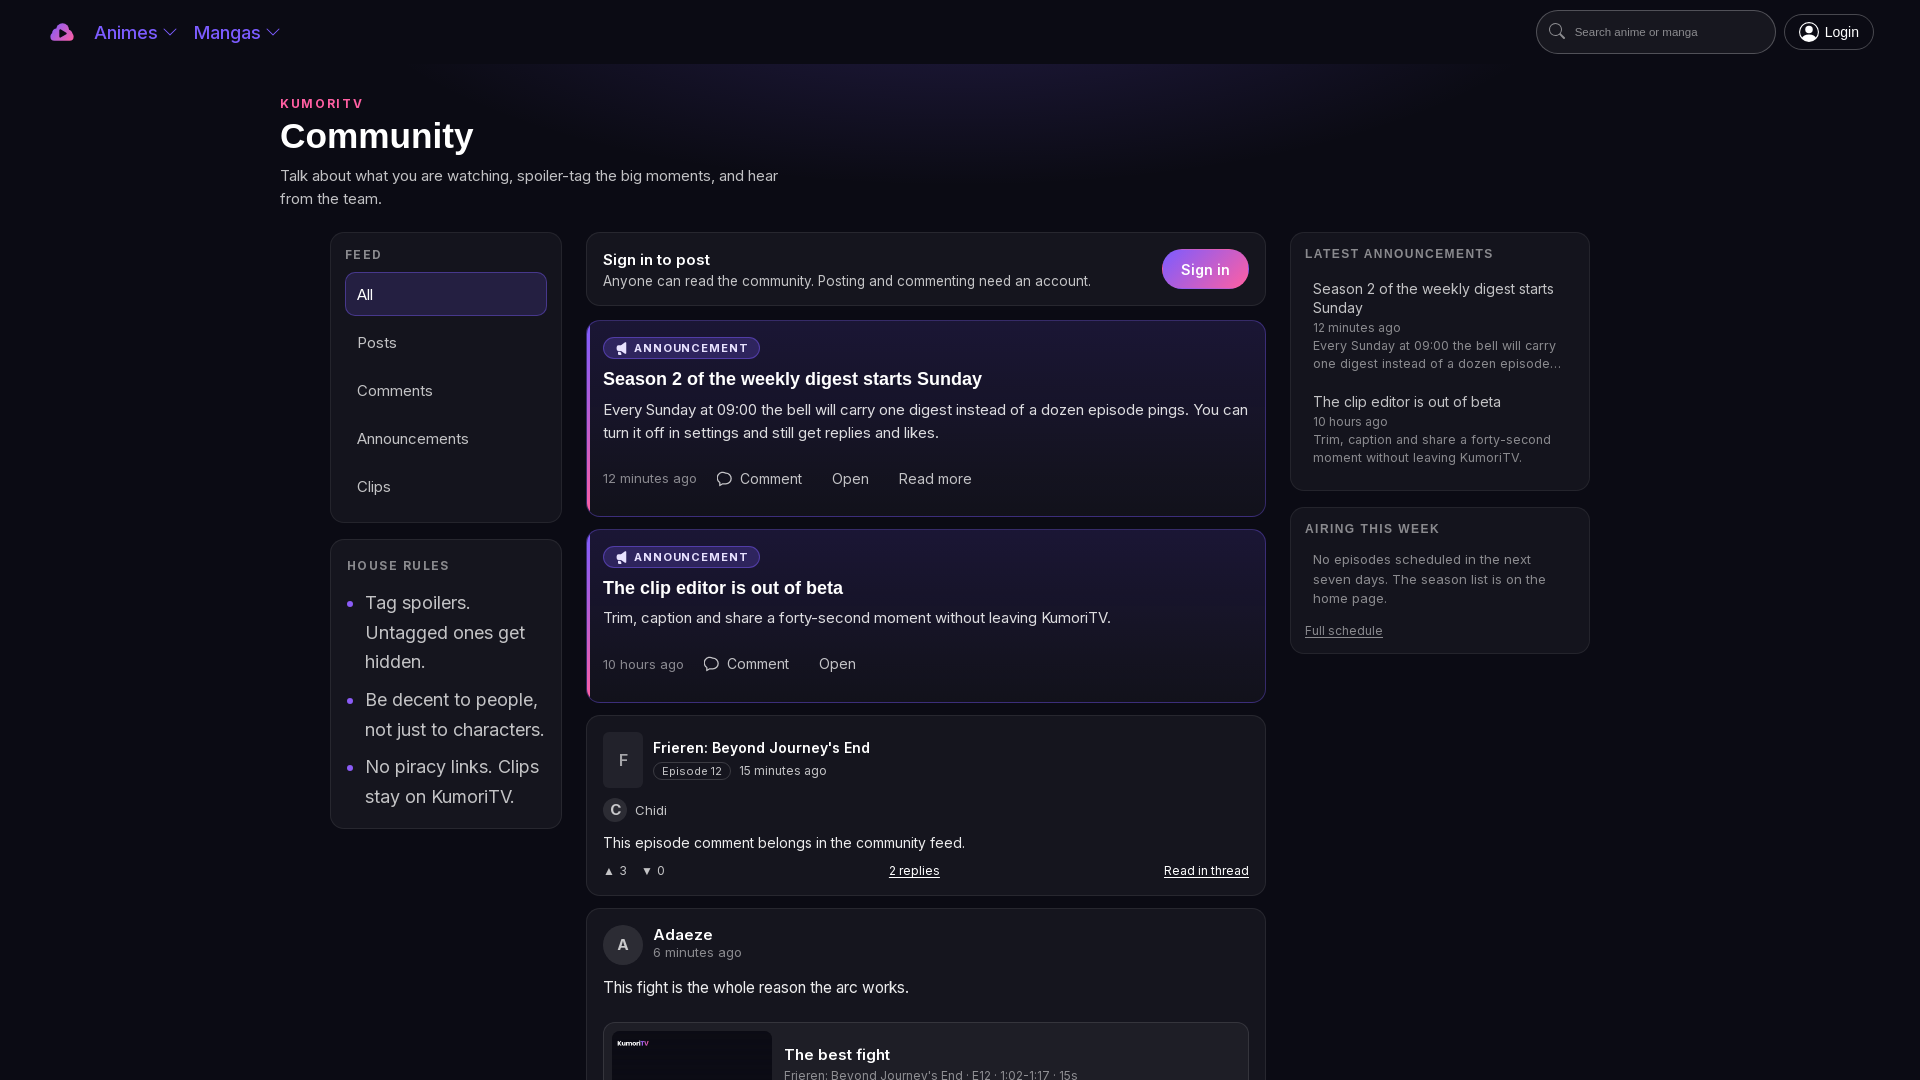 Animes
Mangas
Search anime or manga
Login
KUMORITV
Community
Talk about what you are watching, spoiler-tag the big moments, and hear
from the team.
FEED
All
Posts
Comments
Announcements
Clips
HOUSE RULES
Tag spoilers.
Untagged ones get
hidden.
Be decent to people,
not just to characters.
No piracy links. Clips
stay on KumoriTV.
Sign in to post
Anyone can read the community. Posting and commenting need an account.
Sign in
ANNOUNCEMENT
Season 2 of the weekly digest starts Sunday
Every Sunday at 09:00 the bell will carry one digest instead of a dozen episode pings. You can
turn it off in settings and still get replies and likes.
12 minutes ago
Comment
Open
Read more
ANNOUNCEMENT
The clip editor is out of beta
Trim, caption and share a forty-second moment without leaving KumoriTV.
10 hours ago
Comment
Open
F
Frieren: Beyond Journey's End
Episode 12
15 minutes ago
C
Chidi
This episode comment belongs in the community feed.
▲ 3
▼ 0
2 replies
Read in thread
A
Adaeze
6 minutes ago
This fight is the whole reason the arc works.
KumoriTV
The best fight
Frieren: Beyond Journey's End · E12 · 1:02-1:17 · 15s
LATEST ANNOUNCEMENTS
Season 2 of the weekly digest starts
Sunday
12 minutes ago
Every Sunday at 09:00 the bell will carry
one digest instead of a dozen episode…
The clip editor is out of beta
10 hours ago
Trim, caption and share a forty-second
moment without leaving KumoriTV.
AIRING THIS WEEK
No episodes scheduled in the next
seven days. The season list is on the
home page.
Full schedule